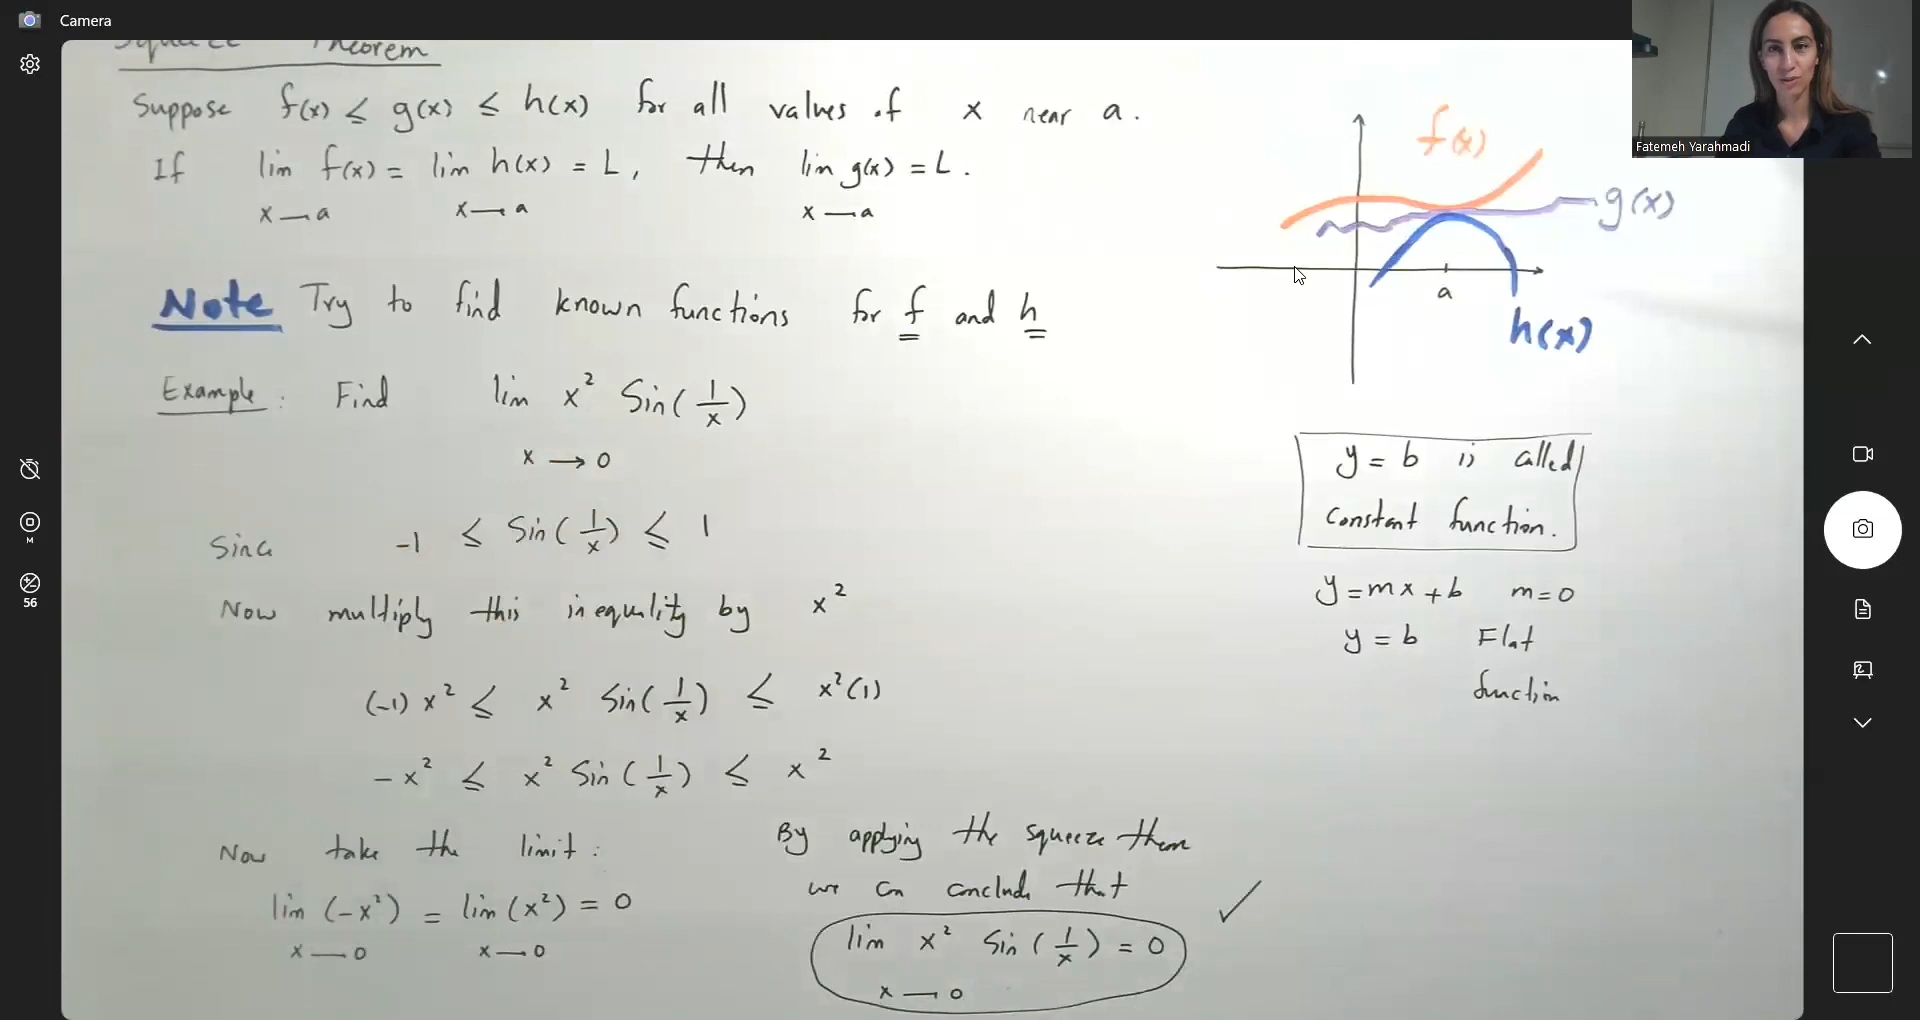 Camera
Squeeze Theorem
Suppose f(x) ≤ g(x) ≤ h(x) for all values of x near a.
If lim f(x) = lim h(x) = L, then lim g(x) = L.
x → a x → a x → a
Note Try to find known functions for f and h
Example: Find lim x² Sin(1/x)
x → 0
Since -1 ≤ Sin(1/x) ≤ 1
Now multiply this inequality by x²
(-1) x² ≤ x² Sin(1/x) ≤ x²(1)
-x² ≤ x² Sin(1/x) ≤ x²
Now take the limit:
lim (-x²) = lim (x²) = 0
x → 0 x → 0
By applying the squeeze
we can conclude that
lim x² Sin(1/x) = 0
x → 0
f(x)
g(x)
a
h(x)
y = b is called
constant function.
y = mx + b m = 0
y = b Flat
function
Fatemeh Yarahmadi
M
56